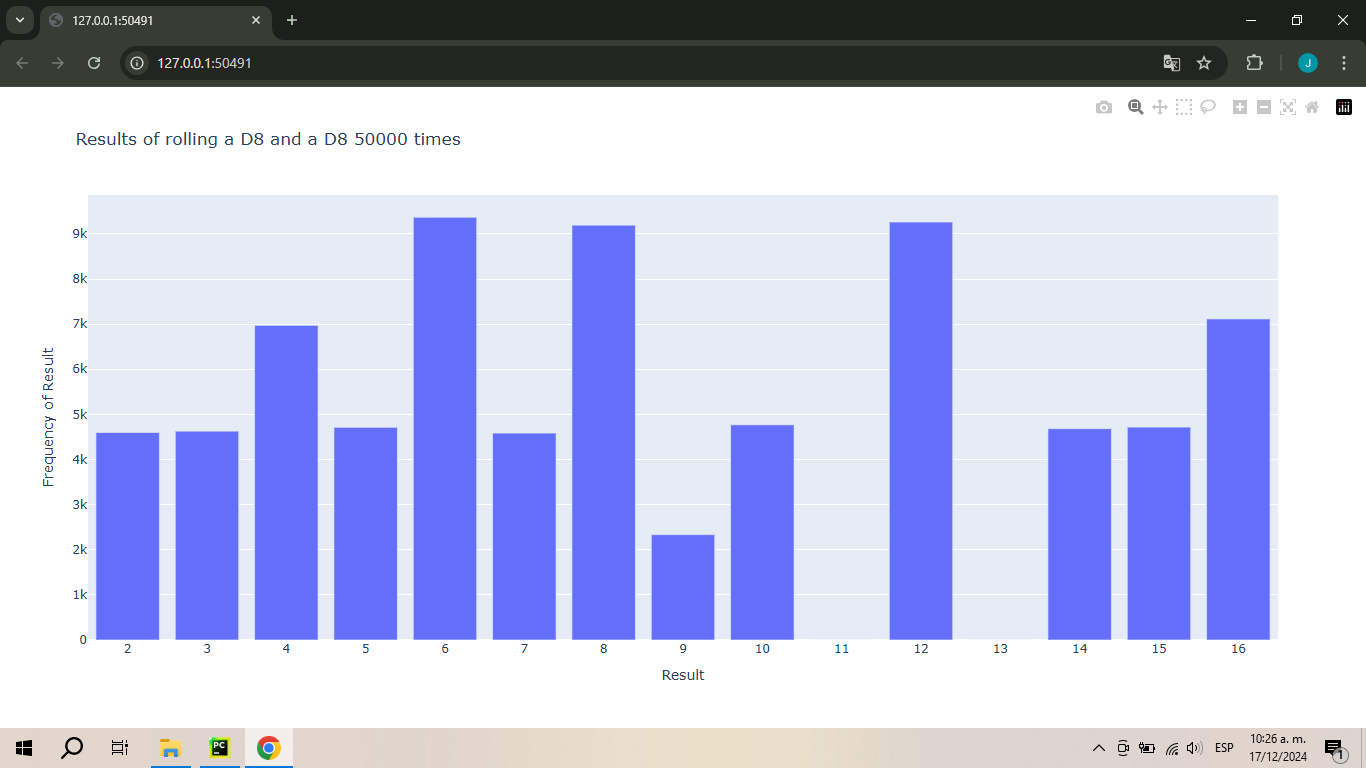 127.0.0.1:50491
127.0.0.1:50491
J
Results of rolling a D8 and a D8 50000 times
Frequency of Result
9k
8k
7k
6k
5k
4k
3k
2k
1k
0
2 3 4 5 6 7 8 9 10 11 12 13 14 15 16
Result
PC
ESP
10:26 a. m.
17/12/2024
1